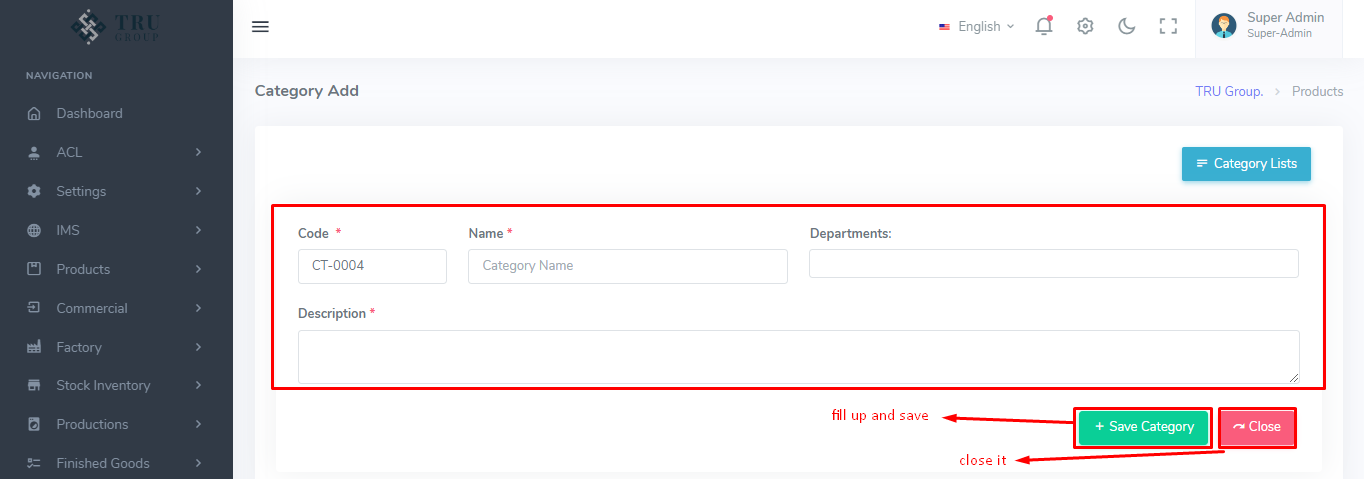 TRU
GROUP
English
Super Admin
Super-Admin
NAVIGATION
Dashboard
ACL
Settings
IMS
Products
Commercial
Factory
Stock Inventory
Productions
Finished Goods
Category Add
TRU Group. > Products
Category Lists
Code * Name * Departments:
CT-0004 Category Name
Description *
fill up and save
+ Save Category
Close
close it